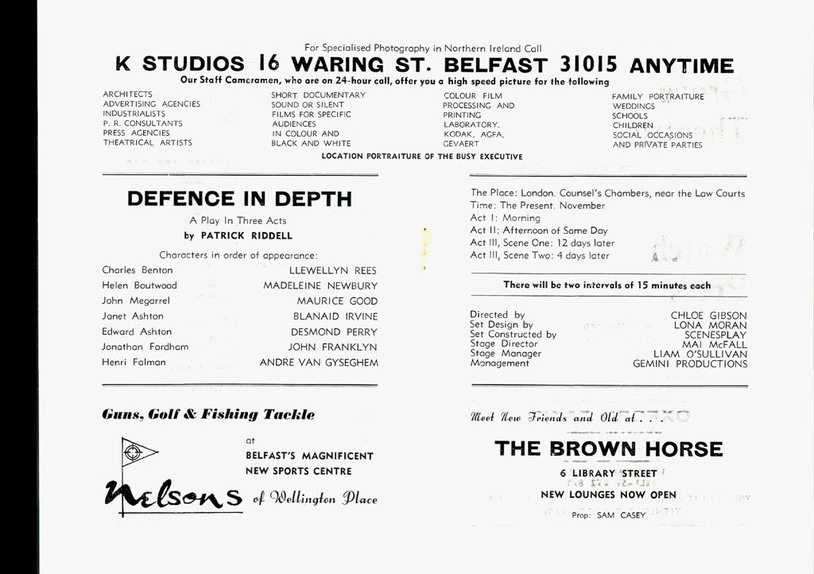 For Specialised Photography in Northern Ireland Call
K STUDIOS 16 WARING ST. BELFAST 31015 ANYTIME
Our Staff Cameramen, who are on 24-hour call, offer you a high speed picture for the following
ARCHITECTS
ADVERTISING AGENCIES
INDUSTRIALISTS
P. R. CONSULTANTS
PRESS AGENCIES
THEATRICAL ARTISTS
SHORT DOCUMENTARY
SOUND OR SILENT
FILMS FOR SPECIFIC
AUDIENCES
IN COLOUR AND
BLACK AND WHITE
COLOUR FILM
PROCESSING AND
PRINTING
LABORATORY.
KODAK, AGFA,
GEVAERT
FAMILY PORTRAITURE
WEDDINGS
SCHOOLS
CHILDREN
SOCIAL OCCASIONS
AND PRIVATE PARTIES
LOCATION PORTRAITURE OF THE BUSY EXECUTIVE
DEFENCE IN DEPTH
A Play In Three Acts
by PATRICK RIDDELL
Characters in order of appearance:
Charles Benton LLEWELLYN REES
Helen Boutwood MADELEINE NEWBURY
John Megarrel MAURICE GOOD
Janet Ashton BLANAID IRVINE
Edward Ashton DESMOND PERRY
Jonathan Fordham JOHN FRANKLYN
Henri Falman ANDRE VAN GYSEGHEM
The Place: London. Counsel's Chambers, near the Law Courts
Time: The Present. November
Act I: Morning
Act II: Afternoon of Same Day
Act III, Scene One: 12 days later
Act III, Scene Two: 4 days later
There will be two intervals of 15 minutes each
Directed by CHLOE GIBSON
Set Design by LONA MORAN
Set Constructed by SCENESPLAY
Stage Director MAI McFALL
Stage Manager LIAM O'SULLIVAN
Management GEMINI PRODUCTIONS
Guns, Golf & Fishing Tackle
at
BELFAST'S MAGNIFICENT
NEW SPORTS CENTRE
Nelsons of Wellington Place
Meet New Friends and Old at . . .
THE BROWN HORSE
6 LIBRARY STREET
NEW LOUNGES NOW OPEN
Prop: SAM CASEY